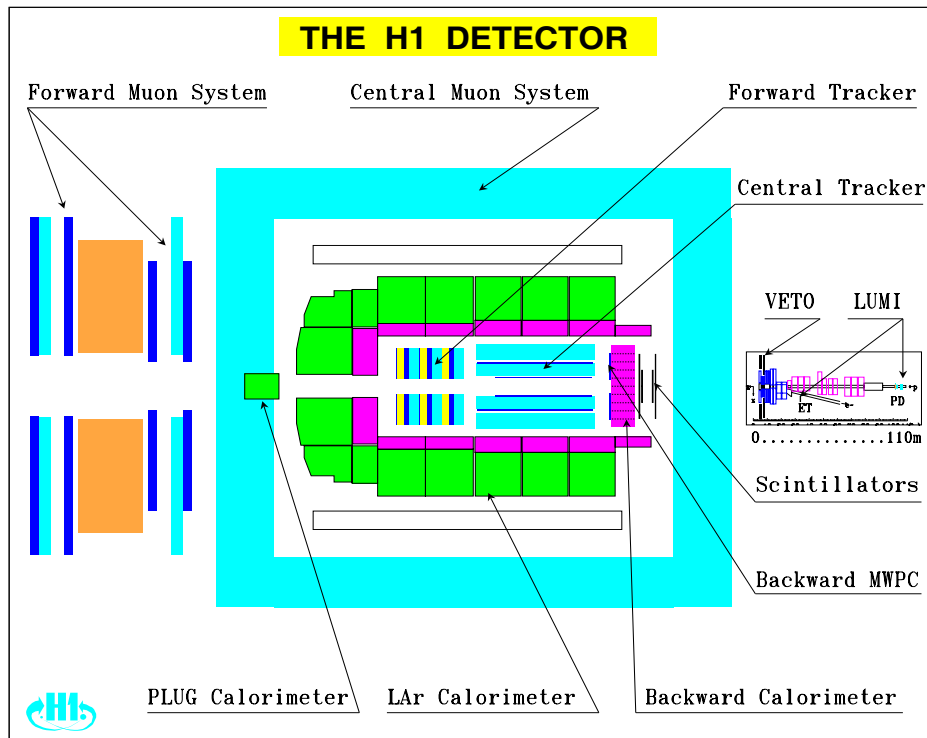 THE H1 DETECTOR
Forward Muon System
Central Muon System
Forward Tracker
Central Tracker
VETO
LUMI
ET
PD
0..............110m
Scintillators
Backward MWPC
PLUG Calorimeter
LAr Calorimeter
Backward Calorimeter
H1